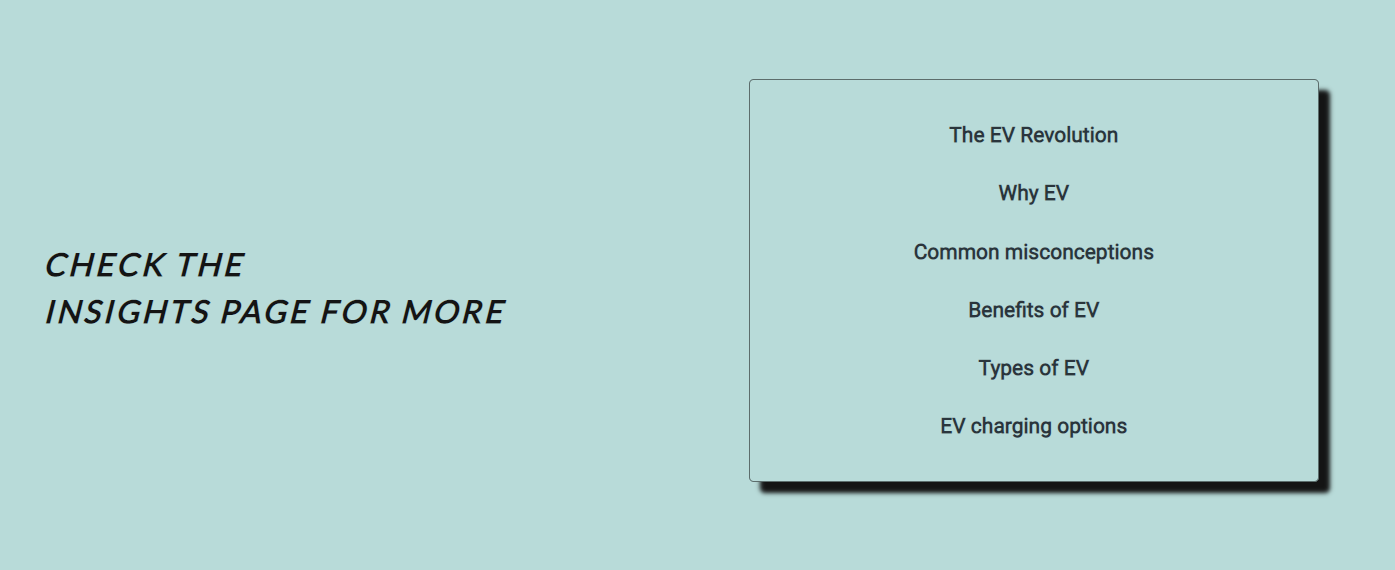 CHECK THE
INSIGHTS PAGE FOR MORE
The EV Revolution
Why EV
Common misconceptions
Benefits of EV
Types of EV
EV charging options